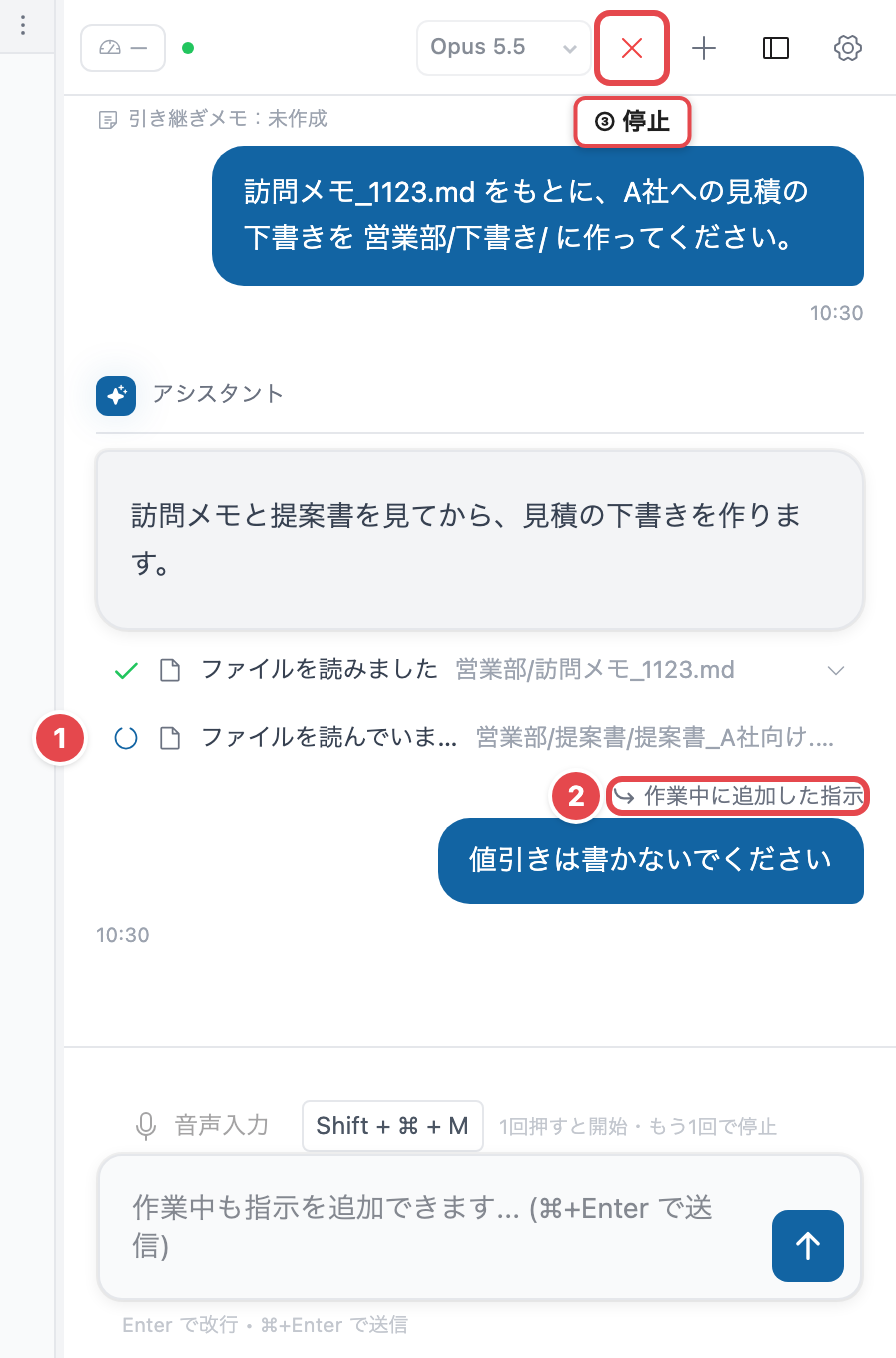 Opus 5.5
引き継ぎメモ：未作成
③ 停止
訪問メモ_1123.md をもとに、A社への見積の
下書きを 営業部/下書き/ に作ってください。
10:30
アシスタント
訪問メモと提案書を見てから、見積の下書きを作りま
す。
ファイルを読みました 営業部/訪問メモ_1123.md
1 ファイルを読んでいま... 営業部/提案書/提案書_A社向け....
2 作業中に追加した指示
値引きは書かないでください
10:30
音声入力 Shift + ⌘ + M 1回押すと開始・もう1回で停止
作業中も指示を追加できます... (⌘+Enter で送
信)
Enter で改行・⌘+Enter で送信